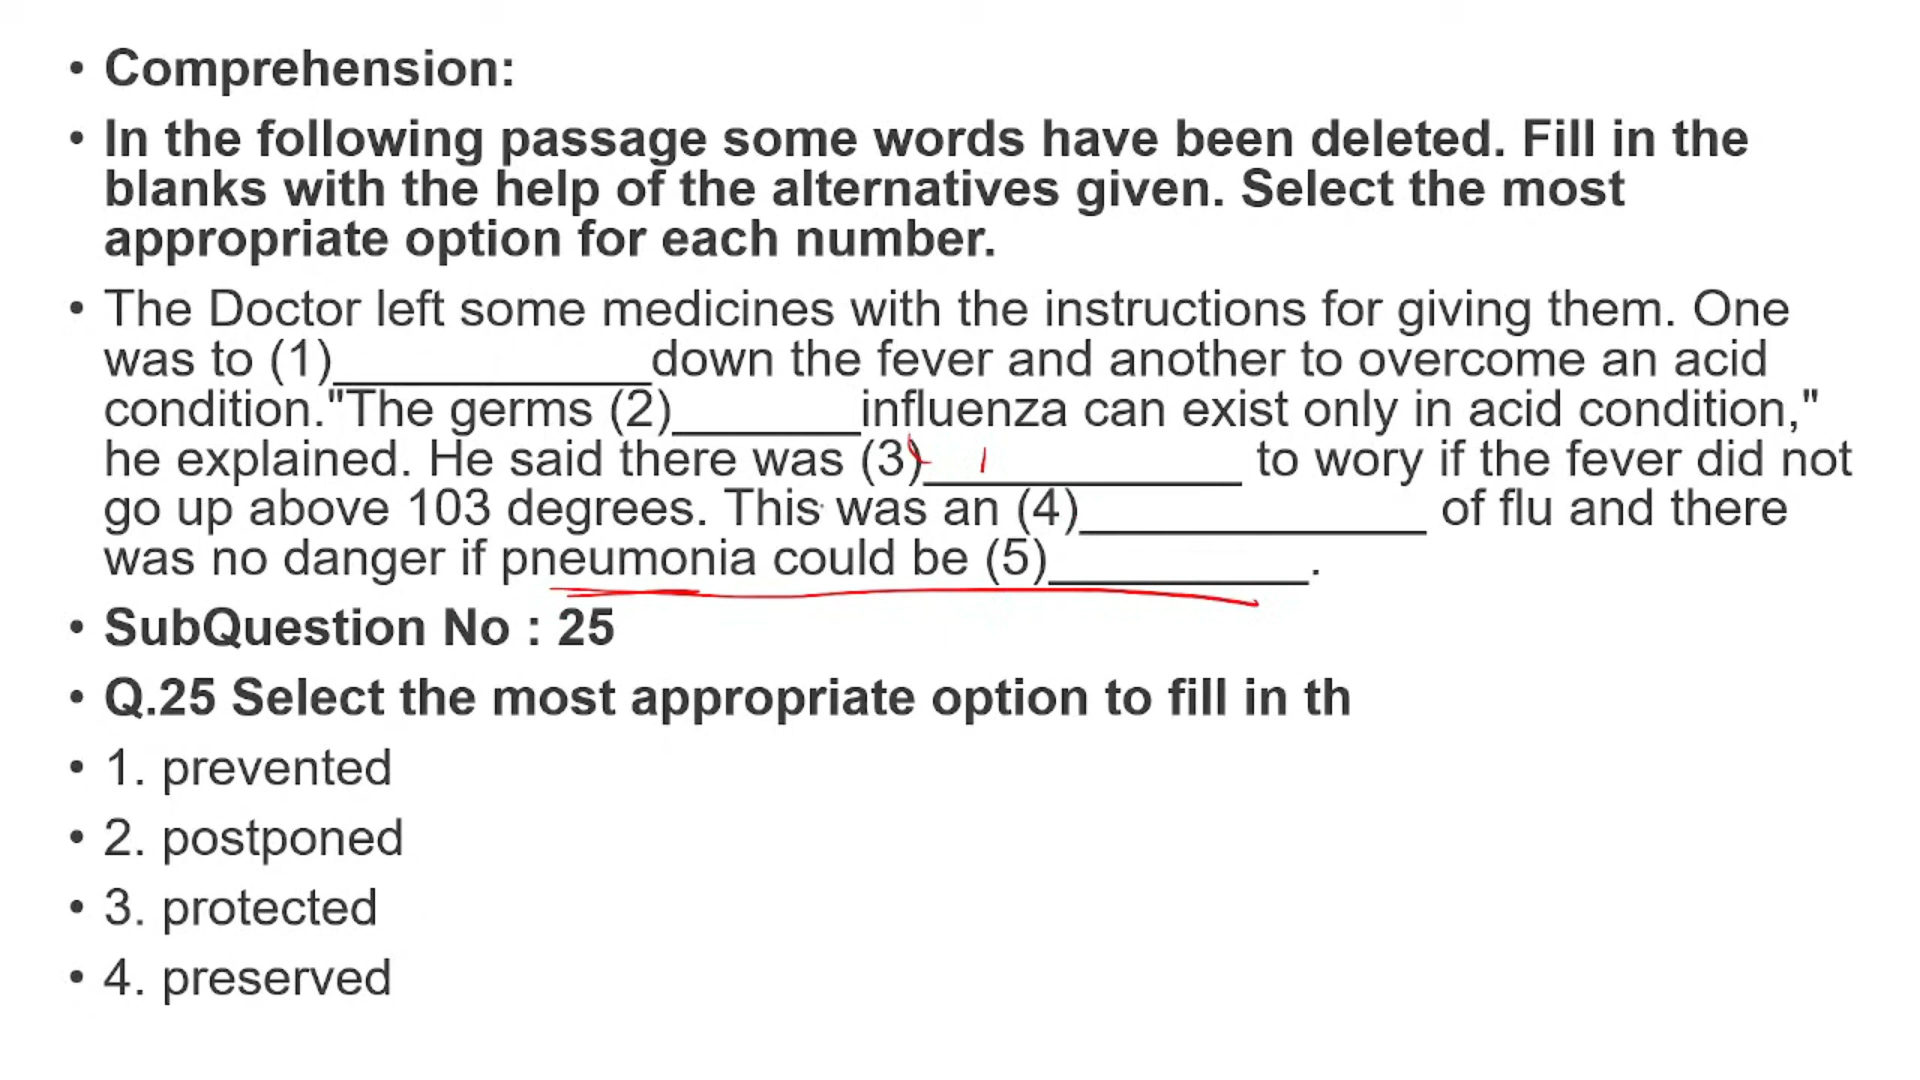 • Comprehension:
• In the following passage some words have been deleted. Fill in the
blanks with the help of the alternatives given. Select the most
appropriate option for each number.
• The Doctor left some medicines with the instructions for giving them. One
was to (1)___________down the fever and another to overcome an acid
condition."The germs (2)_______influenza can exist only in acid condition,"
he explained. He said there was (3)___________ to wory if the fever did not
go up above 103 degrees. This was an (4)____________ of flu and there
was no danger if pneumonia could be (5)_________.
• SubQuestion No : 25
• Q.25 Select the most appropriate option to fill in th
• 1. prevented
• 2. postponed
• 3. protected
• 4. preserved